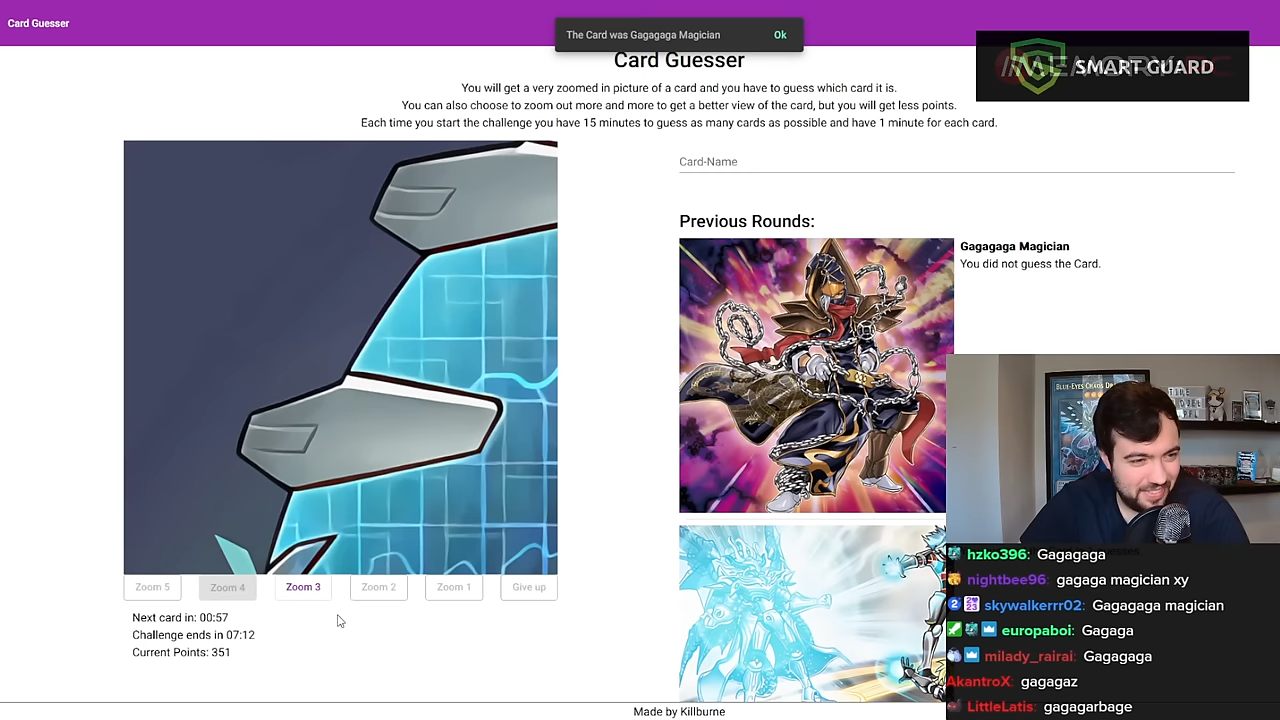 Card Guesser
The Card was Gagagaga Magician
Ok
SMART GUARD
Card Guesser
You will get a very zoomed in picture of a card and you have to guess which card it is.
You can also choose to zoom out more and more to get a better view of the card, but you will get less points.
Each time you start the challenge you have 15 minutes to guess as many cards as possible and have 1 minute for each card.
Card-Name
Previous Rounds:
Gagagaga Magician
You did not guess the Card.
Zoom 5
Zoom 4
Zoom 3
Zoom 2
Zoom 1
Give up
Next card in: 00:57
Challenge ends in 07:12
Current Points: 351
hzko396: Gagagaga
nightbee96: gagaga magician xy
skywalkerrr02: Gagagaga magician
europaboi: Gagaga
milady_rairai: Gagagaga
AkantroX: gagagaz
LittleLatis: gagagarbage
Made by Killburne